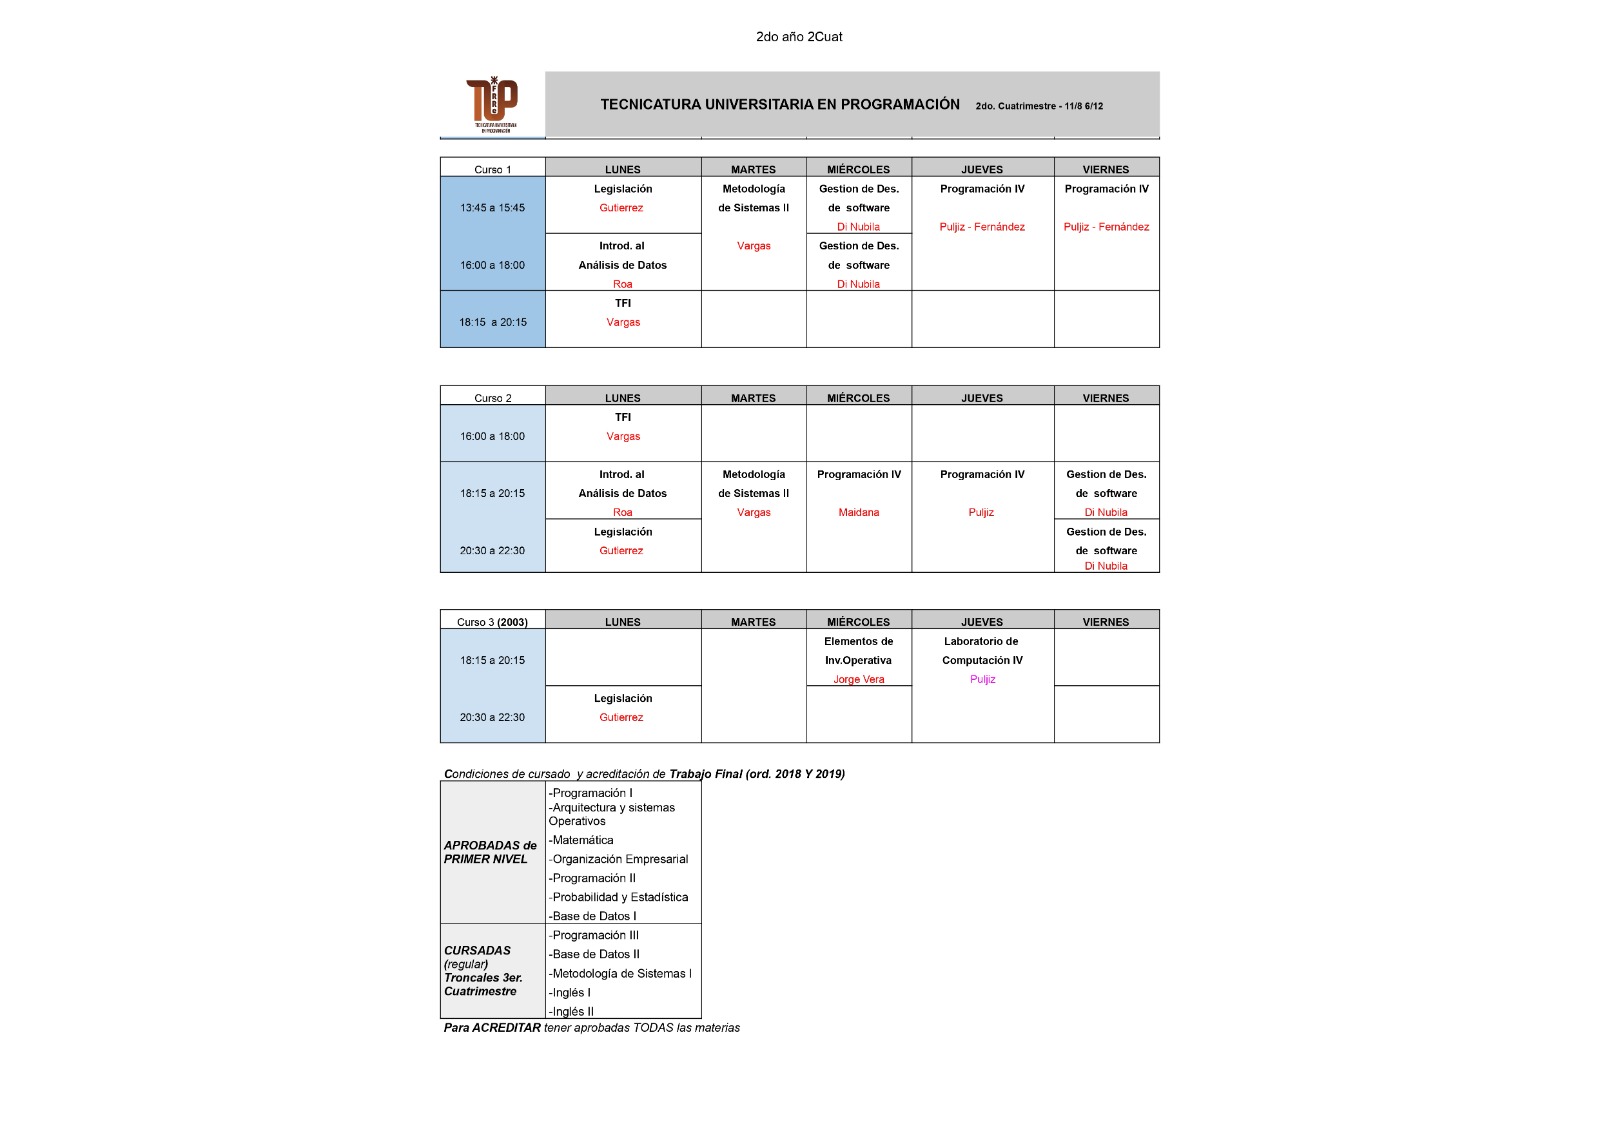 2do año 2Cuat
TUP
FRRe
TECNICATURA UNIVERSITARIA
EN PROGRAMACIÓN
TECNICATURA UNIVERSITARIA EN PROGRAMACIÓN 2do. Cuatrimestre - 11/8 6/12
Curso 1 LUNES MARTES MIÉRCOLES JUEVES VIERNES
Legislación Metodología Gestion de Des. Programación IV Programación IV
13:45 a 15:45 Gutierrez de Sistemas II de software
Di Nubila Puljiz - Fernández Puljiz - Fernández
Introd. al Vargas Gestion de Des.
16:00 a 18:00 Análisis de Datos de software
Roa Di Nubila
TFI
18:15 a 20:15 Vargas
Curso 2 LUNES MARTES MIÉRCOLES JUEVES VIERNES
TFI
16:00 a 18:00 Vargas
Introd. al Metodología Programación IV Programación IV Gestion de Des.
18:15 a 20:15 Análisis de Datos de Sistemas II de software
Roa Vargas Maidana Puljiz Di Nubila
Legislación Gestion de Des.
20:30 a 22:30 Gutierrez de software
Di Nubila
Curso 3 (2003) LUNES MARTES MIÉRCOLES JUEVES VIERNES
Elementos de Laboratorio de
18:15 a 20:15 Inv.Operativa Computación IV
Jorge Vera Puljiz
Legislación
20:30 a 22:30 Gutierrez
Condiciones de cursado y acreditación de Trabajo Final (ord. 2018 Y 2019)
APROBADAS de
PRIMER NIVEL
-Programación I
-Arquitectura y sistemas
Operativos
-Matemática
-Organización Empresarial
-Programación II
-Probabilidad y Estadística
-Base de Datos I
CURSADAS
(regular)
Troncales 3er.
Cuatrimestre
-Programación III
-Base de Datos II
-Metodología de Sistemas I
-Inglés I
-Inglés II
Para ACREDITAR tener aprobadas TODAS las materias